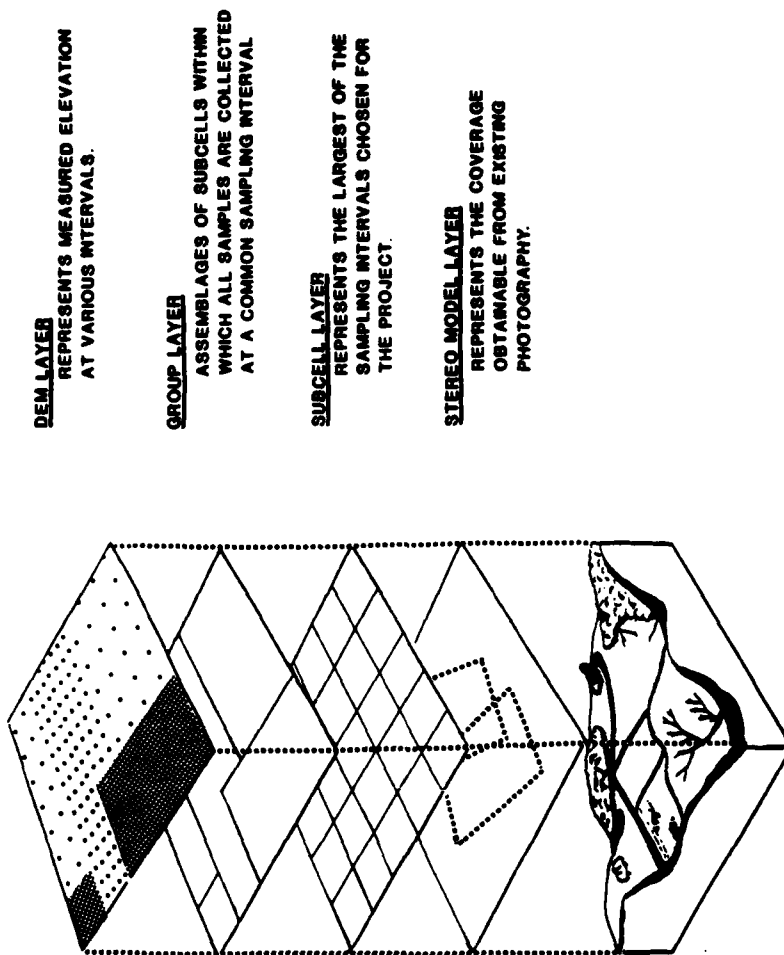 DEM LAYER
REPRESENTS MEASURED ELEVATION
AT VARIOUS INTERVALS.
GROUP LAYER
ASSEMBLAGES OF SUBCELLS WITHIN
WHICH ALL SAMPLES ARE COLLECTED
AT A COMMON SAMPLING INTERVAL
SUBCELL LAYER
REPRESENTS THE LARGEST OF THE
SAMPLING INTERVALS CHOSEN FOR
THE PROJECT.
STEREO MODEL LAYER
REPRESENTS THE COVERAGE
OBTAINABLE FROM EXISTING
PHOTOGRAPHY.